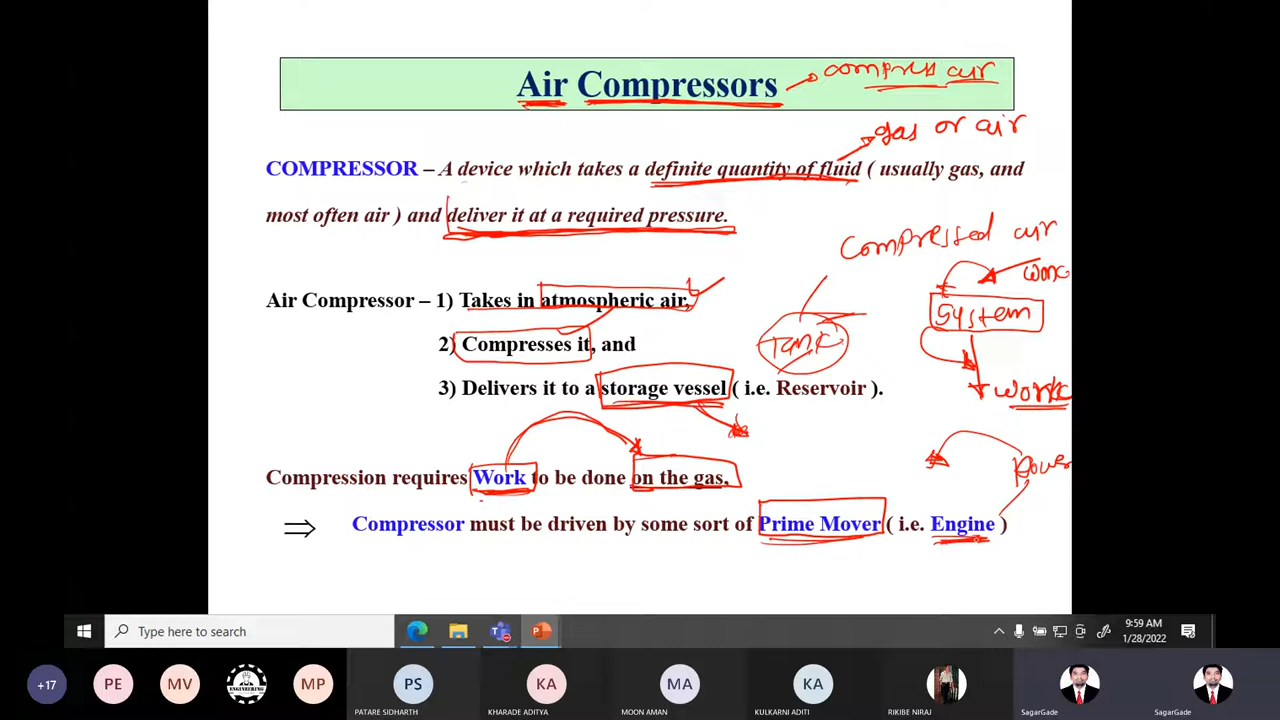 Air Compressors
compress air
gas or air
COMPRESSOR – A device which takes a definite quantity of fluid ( usually gas, and
most often air ) and deliver it at a required pressure.
compressed air
work
Air Compressor – 1) Takes in atmospheric air,
System
2) Compresses it, and
Tank
3) Delivers it to a storage vessel ( i.e. Reservoir ).
work
Compression requires Work to be done on the gas,
power
⇒ Compressor must be driven by some sort of Prime Mover ( i.e. Engine )
Type here to search
9:59 AM
1/28/2022
+17
PE
MV
ENGINEERING
MP
PS
KA
MA
KA
PATARE SIDHARTH
KHARADE ADITYA
MOON AMAN
KULKARNI ADITI
RIKIBE NIRAJ
SagarGade
SagarGade